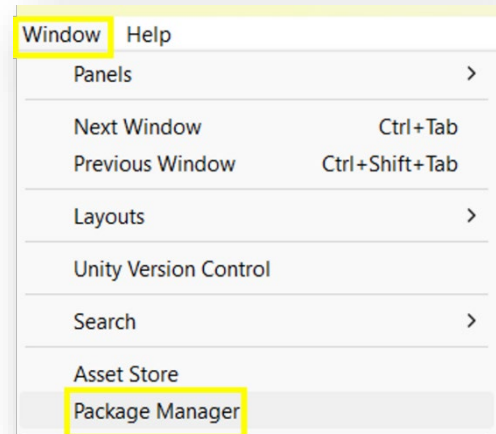 Window Help
Panels >
Next Window Ctrl+Tab
Previous Window Ctrl+Shift+Tab
Layouts >
Unity Version Control
Search >
Asset Store
Package Manager